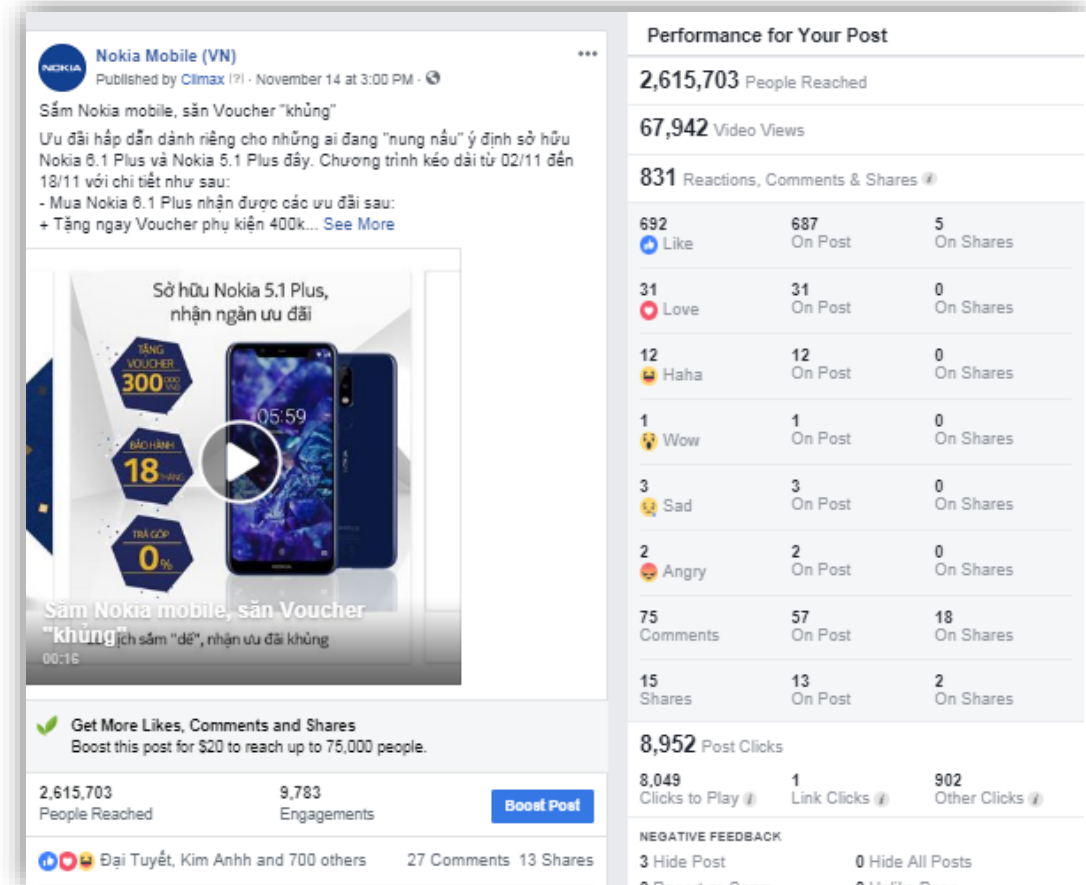 NOKIA
Nokia Mobile (VN)
Published by Climax [?] · November 14 at 3:00 PM ·
Sắm Nokia mobile, săn Voucher "khủng"
Ưu đãi hấp dẫn dành riêng cho những ai đang "nung nấu" ý định sở hữu
Nokia 6.1 Plus và Nokia 5.1 Plus đây. Chương trình kéo dài từ 02/11 đến
18/11 với chi tiết như sau:
- Mua Nokia 6.1 Plus nhận được các ưu đãi sau:
+ Tặng ngay Voucher phụ kiện 400k... See More
Sở hữu Nokia 5.1 Plus,
nhận ngàn ưu đãi
TẶNG
VOUCHER
300 000 VNĐ
BẢO HÀNH
18 THÁNG
TRẢ GÓP
0%
05:59
NOKIA
NOKIA
Sắm Nokia mobile, săn Voucher
"khủng"
ịch sắm "dế", nhận ưu đãi khủng
00:16
Get More Likes, Comments and Shares
Boost this post for $20 to reach up to 75,000 people.
2,615,703 9,783
People Reached Engagements
Boost Post
Đại Tuyết, Kim Anhh and 700 others 27 Comments 13 Shares
Performance for Your Post
2,615,703 People Reached
67,942 Video Views
831 Reactions, Comments & Shares
692 687 5
Like On Post On Shares
31 31 0
Love On Post On Shares
12 12 0
Haha On Post On Shares
1 1 0
Wow On Post On Shares
3 3 0
Sad On Post On Shares
2 2 0
Angry On Post On Shares
75 57 18
Comments On Post On Shares
15 13 2
Shares On Post On Shares
8,952 Post Clicks
8,049 1 902
Clicks to Play Link Clicks Other Clicks
NEGATIVE FEEDBACK
3 Hide Post 0 Hide All Posts